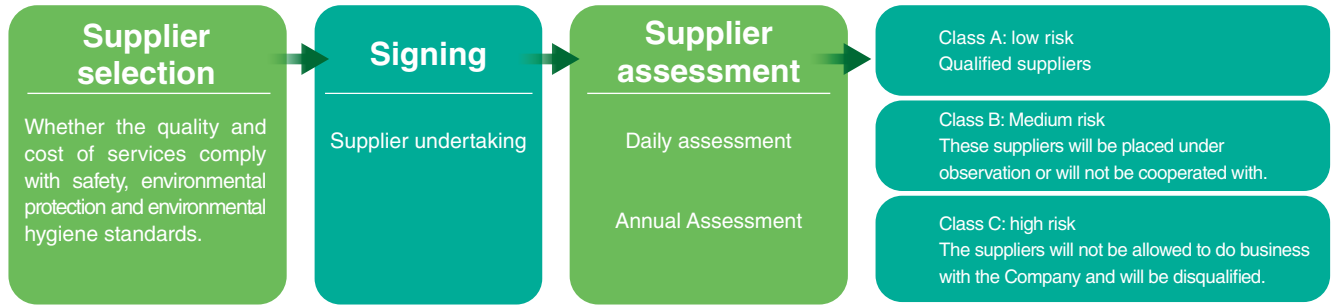 Supplier
selection
Whether the quality and
cost of services comply
with safety, environmental
protection and environmental
hygiene standards.
Signing
Supplier undertaking
Supplier
assessment
Daily assessment
Annual Assessment
Class A: low risk
Qualified suppliers
Class B: Medium risk
These suppliers will be placed under
observation or will not be cooperated with.
Class C: high risk
The suppliers will not be allowed to do business
with the Company and will be disqualified.